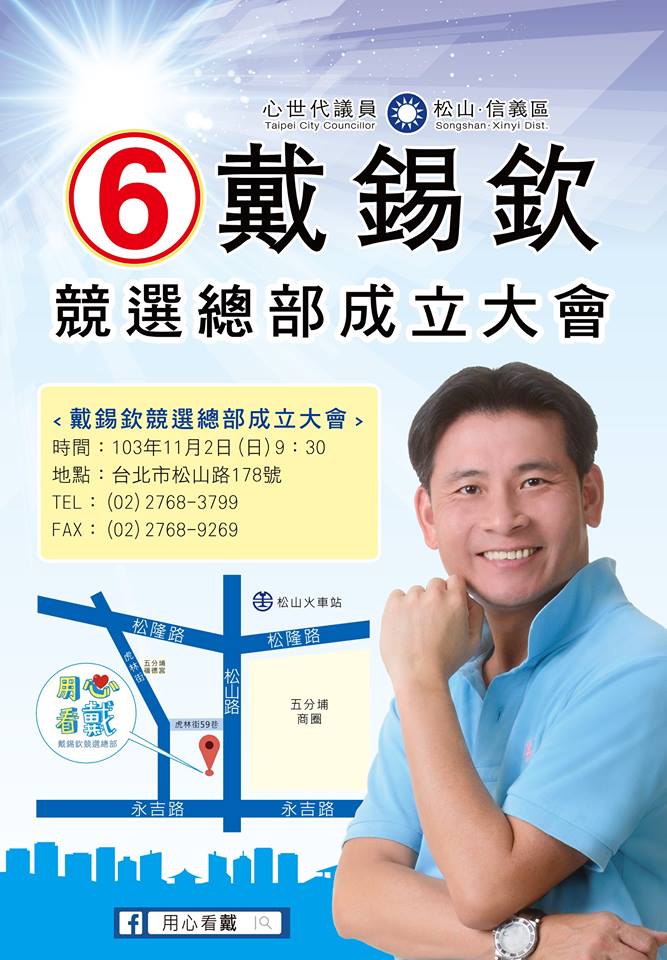 心世代議員 松山·信義區
Taipei City Councillor Songshan·Xinyi Dist.
6 戴錫欽
競選總部成立大會
< 戴錫欽競選總部成立大會 >
時間：103年11月2日(日)9：30
地點：台北市松山路178號
TEL：(02)2768-3799
FAX：(02)2768-9269
松山火車站
松隆路
松隆路
虎林街
五分埔
福德宮
松山路
五分埔
商圈
用心
看戴
戴錫欽競選總部
虎林街59巷
永吉路
永吉路
f 用心看戴